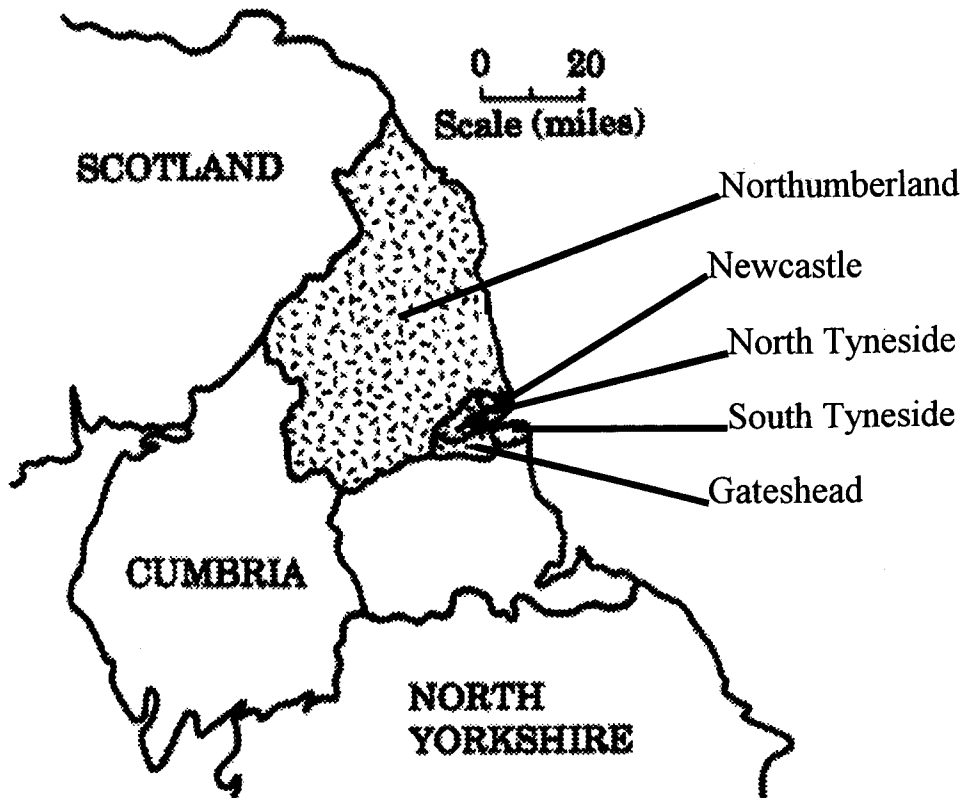 0 20
Scale (miles)
SCOTLAND
Northumberland
Newcastle
North Tyneside
South Tyneside
Gateshead
CUMBRIA
NORTH
YORKSHIRE